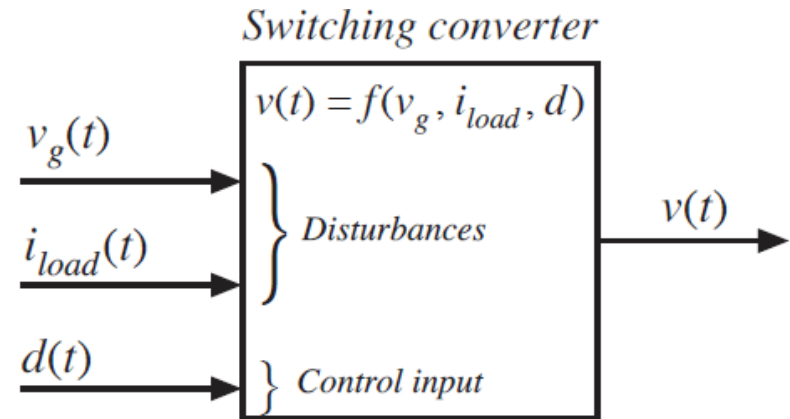 Switching converter
v(t) = f(v_g, i_load, d)
v_g(t)
Disturbances
v(t)
i_load(t)
d(t)
Control input